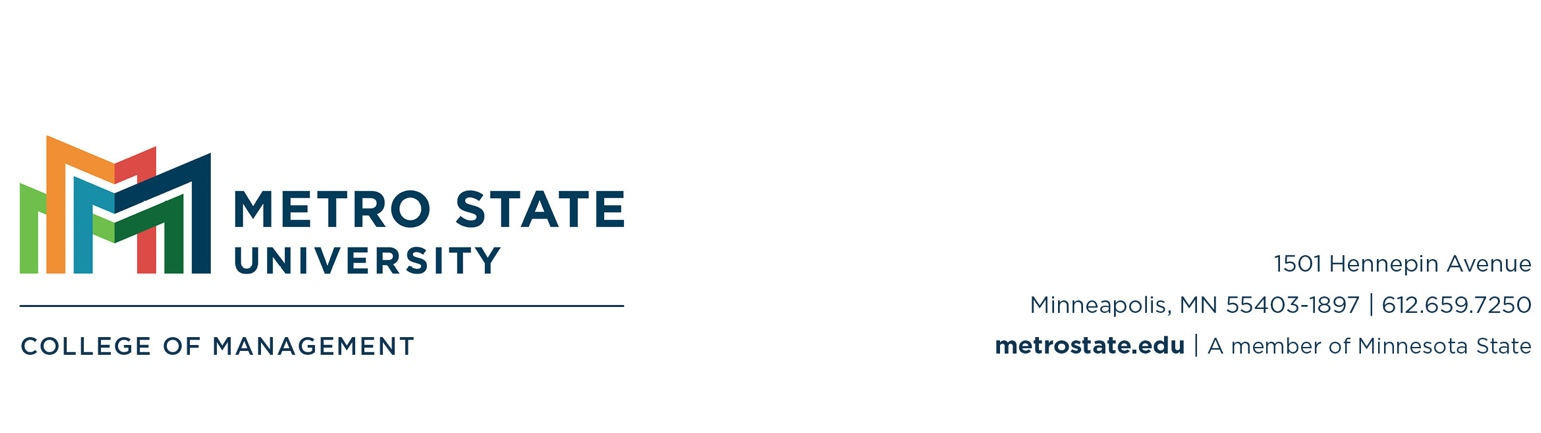 METRO STATE
UNIVERSITY
COLLEGE OF MANAGEMENT
1501 Hennepin Avenue
Minneapolis, MN 55403-1897 | 612.659.7250
metrostate.edu | A member of Minnesota State